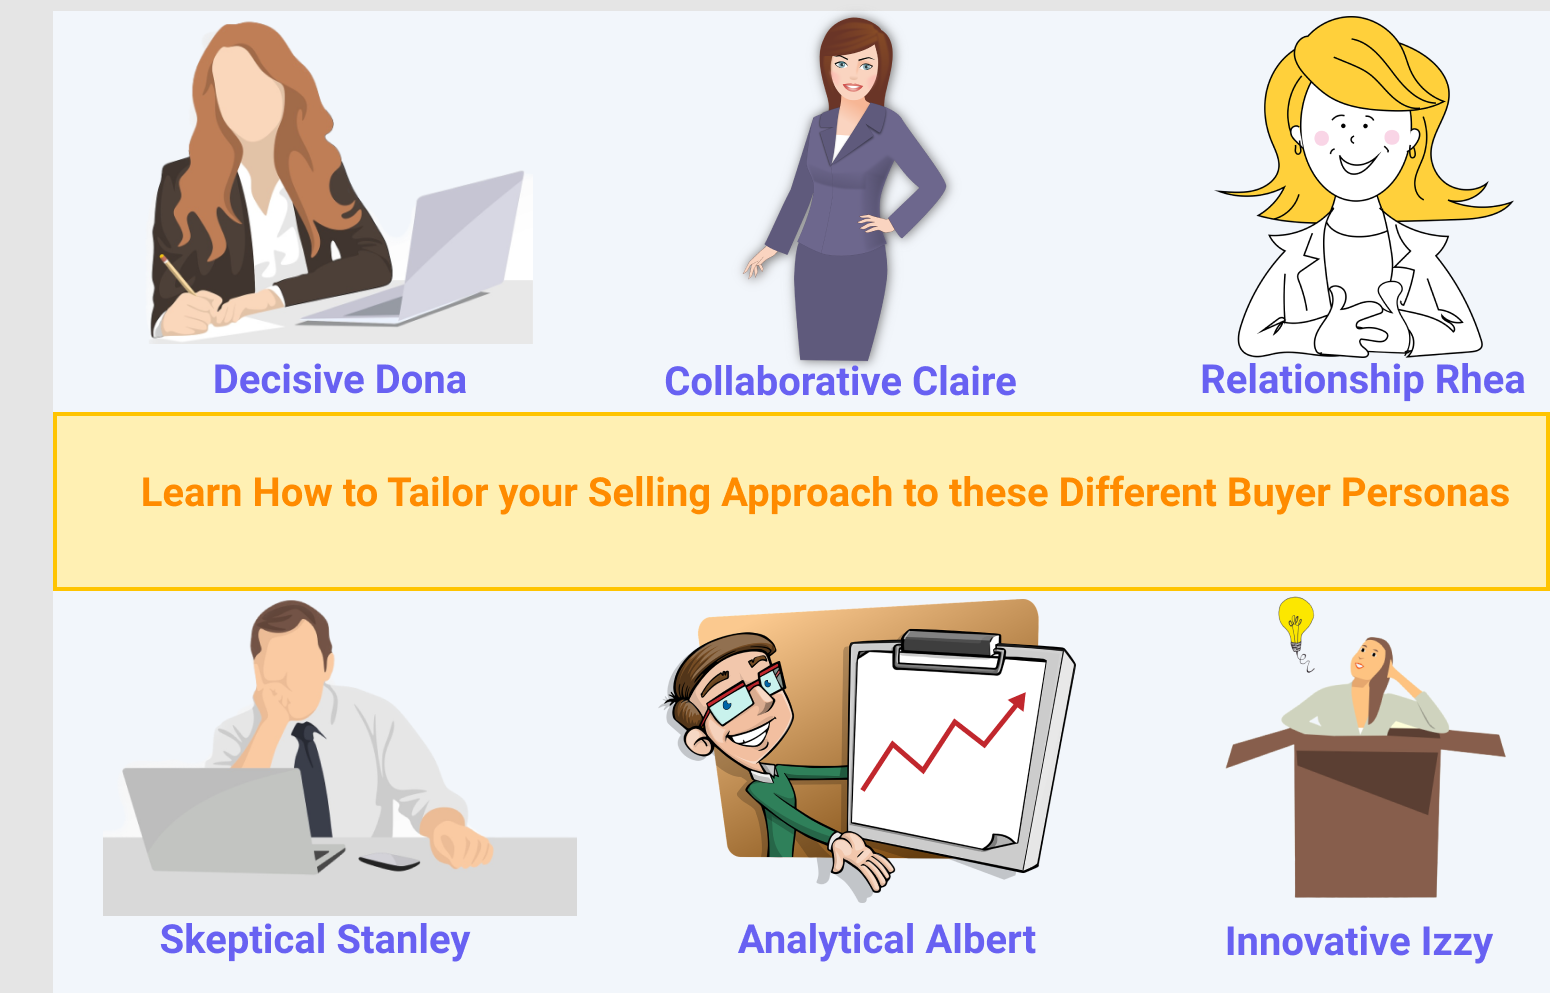 Decisive Dona
Collaborative Claire
Relationship Rhea
Learn How to Tailor your Selling Approach to these Different Buyer Personas
Skeptical Stanley
Analytical Albert
Innovative Izzy